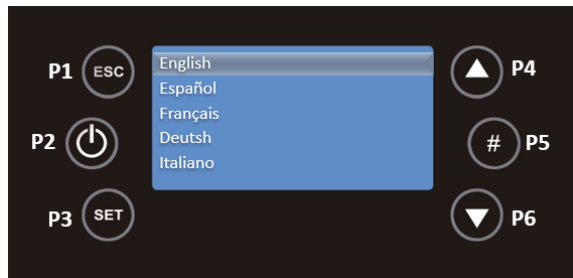 P1 ESC
English
P4
Español
Français
P2
Deutsh
# P5
Italiano
P3 SET
P6